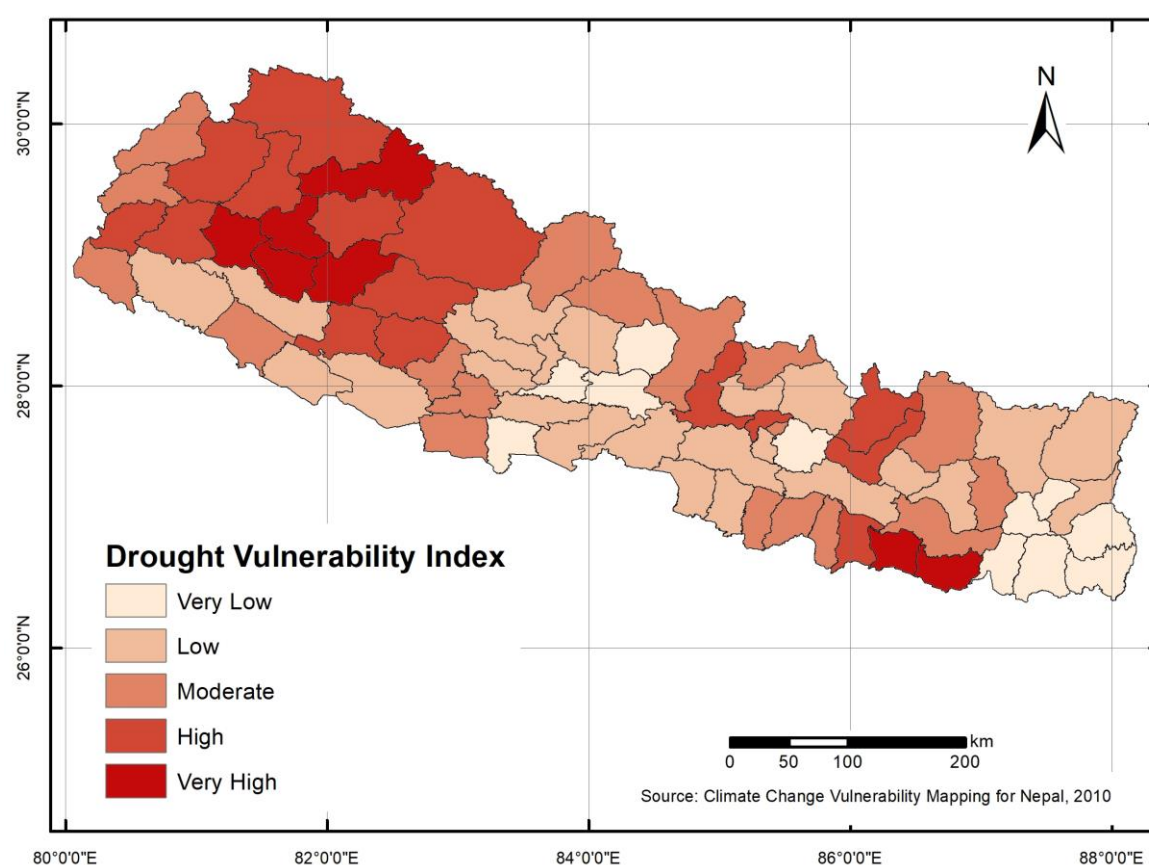 N
30°0'0"N
28°0'0"N
26°0'0"N
Drought Vulnerability Index
Very Low
Low
Moderate
High
Very High
km
0 50 100 200
Source: Climate Change Vulnerability Mapping for Nepal, 2010
80°0'0"E 82°0'0"E 84°0'0"E 86°0'0"E 88°0'0"E